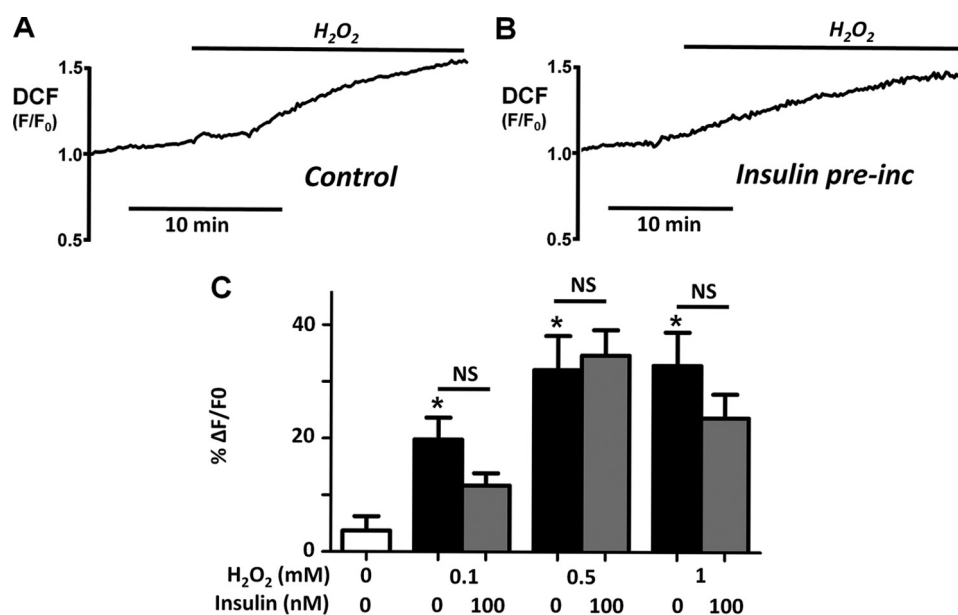 A
H₂O₂
1.5
DCF
(F/F₀)
1.0
Control
10 min
0.5
B
H₂O₂
1.5
DCF
(F/F₀)
1.0
Insulin pre-inc
10 min
0.5
C
NS
NS
NS
40
*
*
*
% ΔF/F0
20
0
H₂O₂ (mM) 0 0.1 0.5 1
Insulin (nM) 0 0 100 0 100 0 100